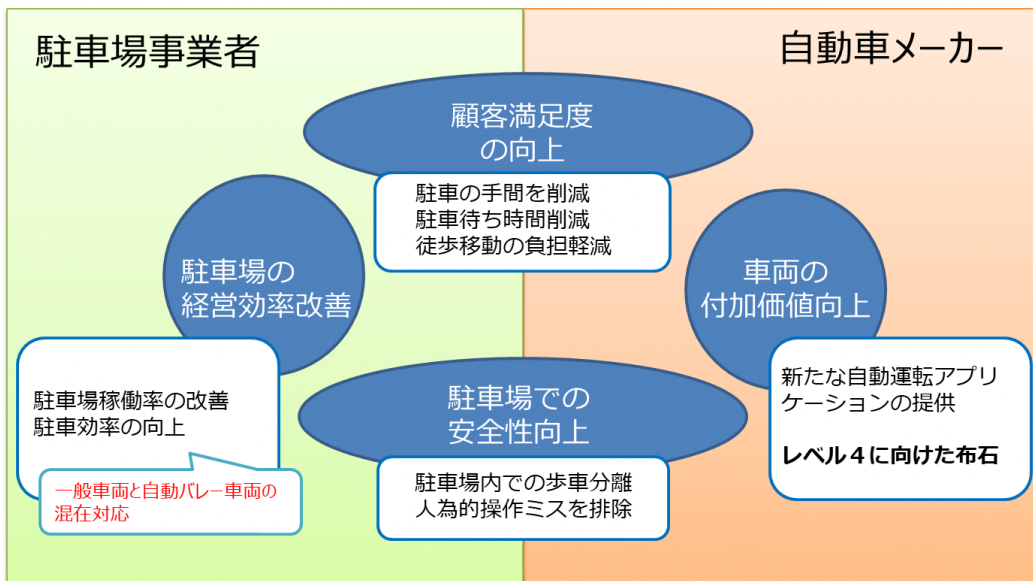 駐車場事業者
自動車メーカー
顧客満足度
の向上
駐車の手間を削減
駐車待ち時間削減
徒歩移動の負担軽減
駐車場の
経営効率改善
車両の
付加価値向上
駐車場稼働率の改善
駐車効率の向上
一般車両と自動バレー車両の
混在対応
駐車場での
安全性向上
駐車場内での歩車分離
人為的操作ミスを排除
新たな自動運転アプリ
ケーションの提供
レベル４に向けた布石